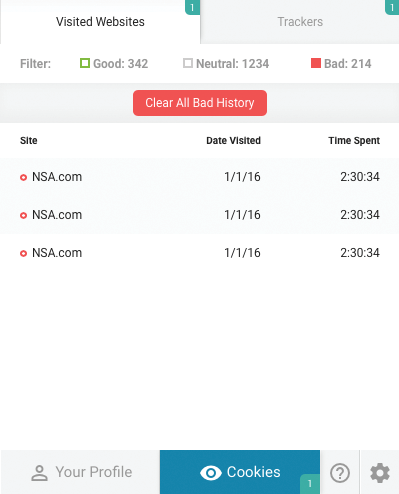 1 1
Visited Websites Trackers
Filter: Good: 342 Neutral: 1234 Bad: 214
Clear All Bad History
Site Date Visited Time Spent
NSA.com 1/1/16 2:30:34
NSA.com 1/1/16 2:30:34
NSA.com 1/1/16 2:30:34
Your Profile Cookies ?
1